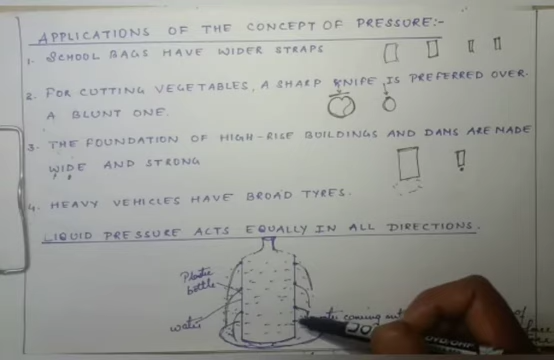 APPLICATIONS OF THE CONCEPT OF PRESSURE:-
1. SCHOOL BAGS HAVE WIDER STRAPS
2. FOR CUTTING VEGETABLES, A SHARP KNIFE IS PREFERRED OVER
A BLUNT ONE.
3. THE FOUNDATION OF HIGH-RISE BUILDINGS AND DAMS ARE MADE
WIDE AND STRONG
4. HEAVY VEHICLES HAVE BROAD TYRES.
LIQUID PRESSURE ACTS EQUALLY IN ALL DIRECTIONS.
Plastic
bottle
water
water coming out of